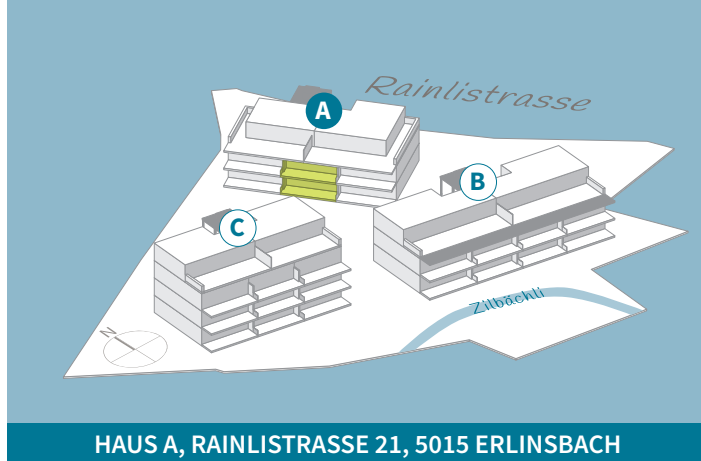 Rainlistrasse
A
B
C
Zilbächli
N
HAUS A, RAINLISTRASSE 21, 5015 ERLINSBACH